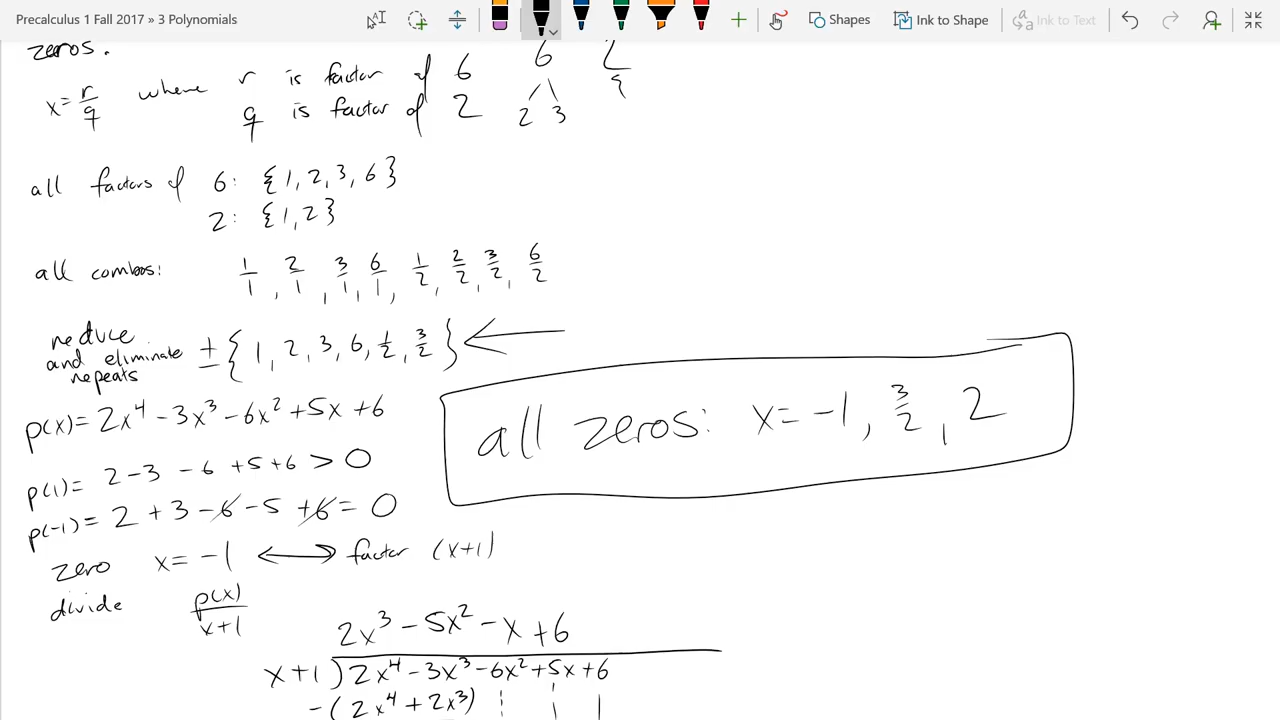 Precalculus 1 Fall 2017 » 3 Polynomials
Shapes
Ink to Shape
Ink to Text
zeros.
x = r/q where r is factor of 6
q is factor of 2
6
2 3
all factors of 6: {1, 2, 3, 6}
2: {1, 2}
all combos: 1/1, 2/1, 3/1, 6/1, 1/2, 2/2, 3/2, 6/2
reduce
and eliminate
repeats
± {1, 2, 3, 6, 1/2, 3/2} ←
p(x) = 2x⁴ - 3x³ - 6x² + 5x + 6
all zeros: x = -1, 3/2, 2
p(1) = 2 - 3 - 6 + 5 + 6 > 0
p(-1) = 2 + 3 - 6 - 5 + 6 = 0
zero x = -1 ⟷ factor (x+1)
divide p(x)/x+1
2x³ - 5x² - x + 6
x+1 ) 2x⁴ - 3x³ - 6x² + 5x + 6
-(2x⁴ + 2x³)